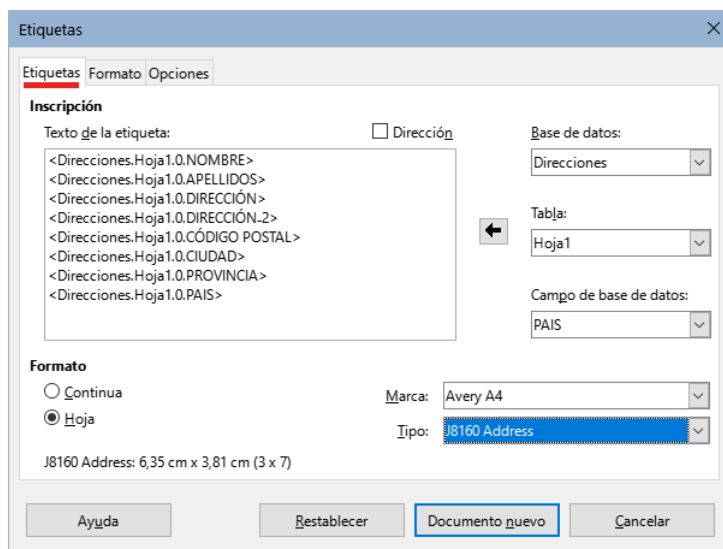 Etiquetas
Etiquetas Formato Opciones
Inscripción
Texto de la etiqueta:
Dirección
<Direcciones.Hoja1.0.NOMBRE>
<Direcciones.Hoja1.0.APELLIDOS>
<Direcciones.Hoja1.0.DIRECCIÓN>
<Direcciones.Hoja1.0.DIRECCIÓN-2>
<Direcciones.Hoja1.0.CÓDIGO POSTAL>
<Direcciones.Hoja1.0.CIUDAD>
<Direcciones.Hoja1.0.PROVINCIA>
<Direcciones.Hoja1.0.PAIS>
Base de datos:
Direcciones
Tabla:
Hoja1
Campo de base de datos:
PAIS
Formato
Continua
Hoja
Marca: Avery A4
Tipo: J8160 Address
J8160 Address: 6,35 cm x 3,81 cm (3 x 7)
Ayuda Restablecer Documento nuevo Cancelar